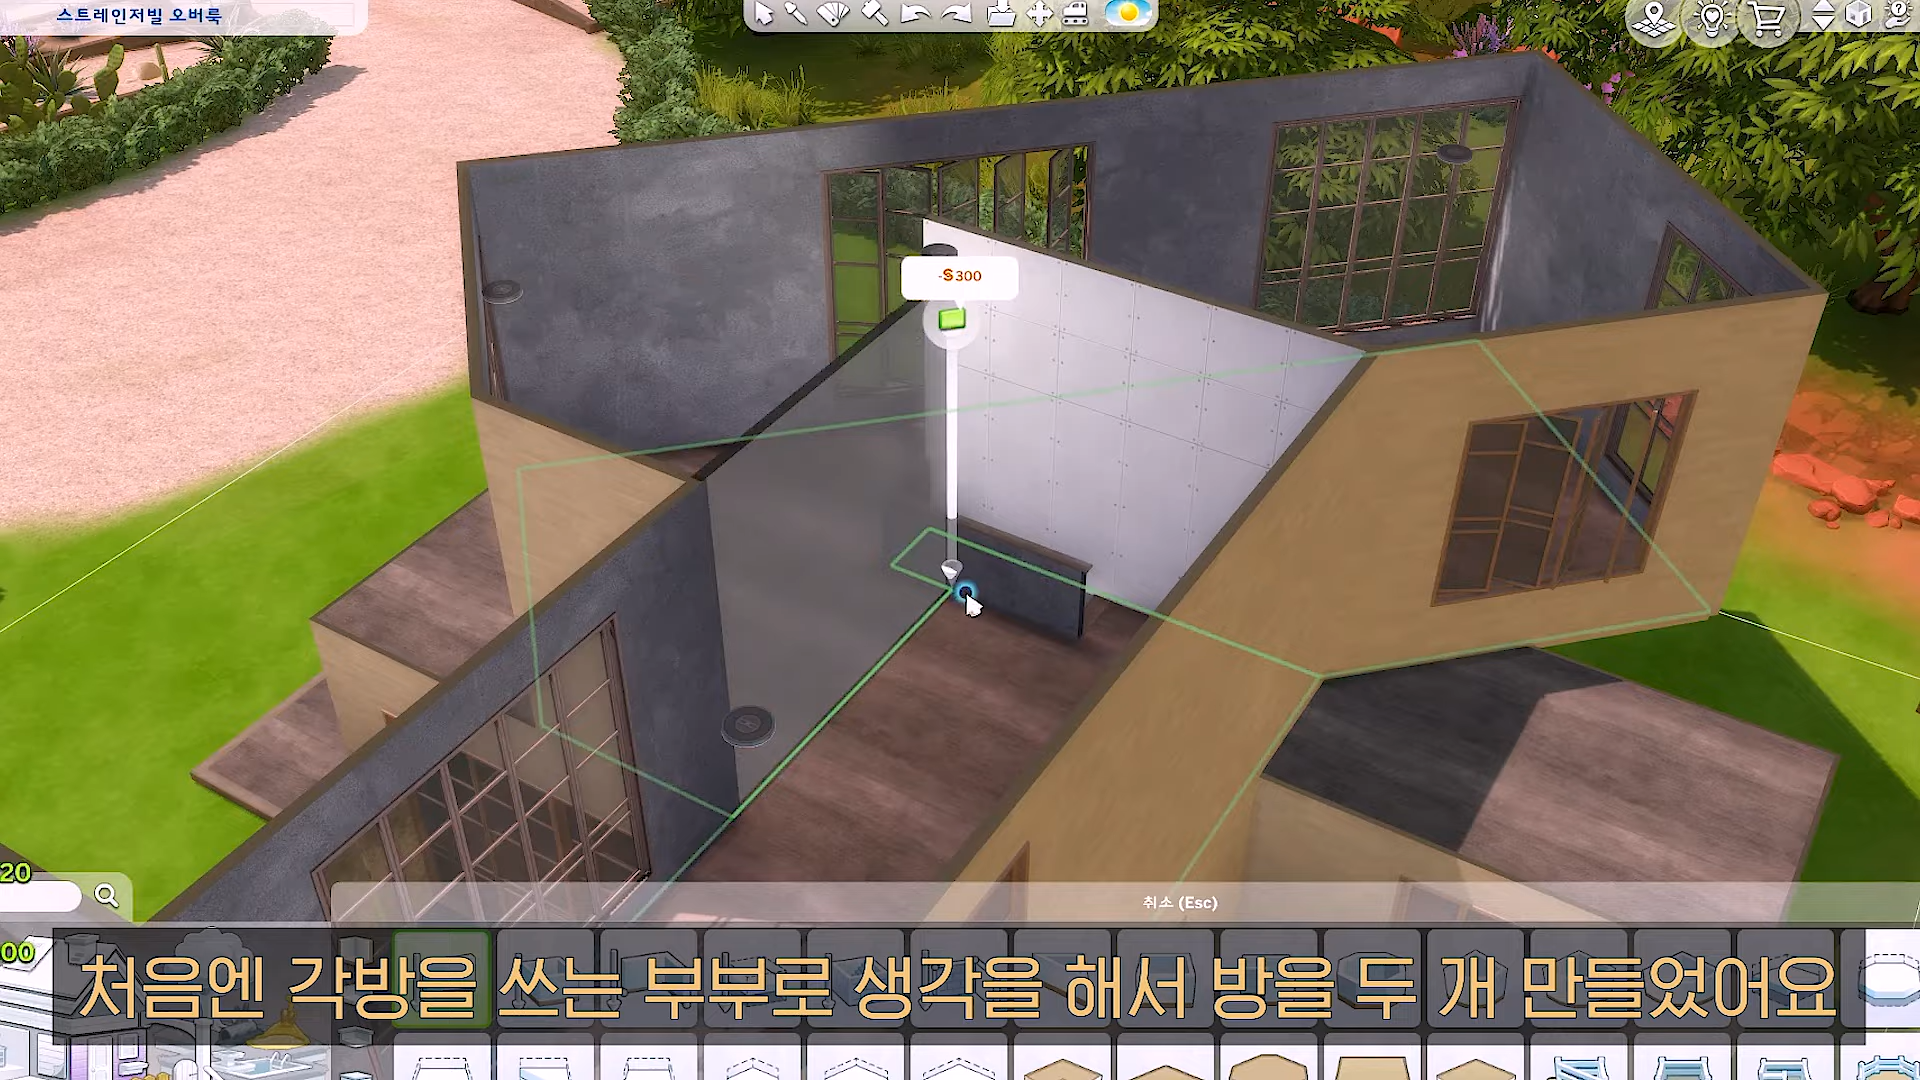 스트레인저빌 오버룩
-§300
20
취소 (Esc)
00
처음엔 각방을 쓰는 부부로 생각을 해서 방을 두 개 만들었어요